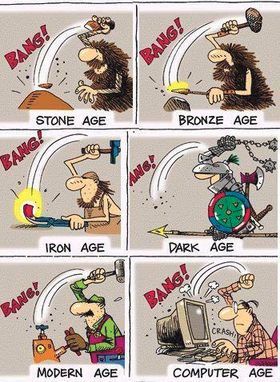 BANG!
STONE AGE
BANG!
BRONZE AGE
BANG!
IRON AGE
ANG!
DARK AGE
BANG!
MODERN AGE
BANG!
CRASH!
COMPUTER AGE